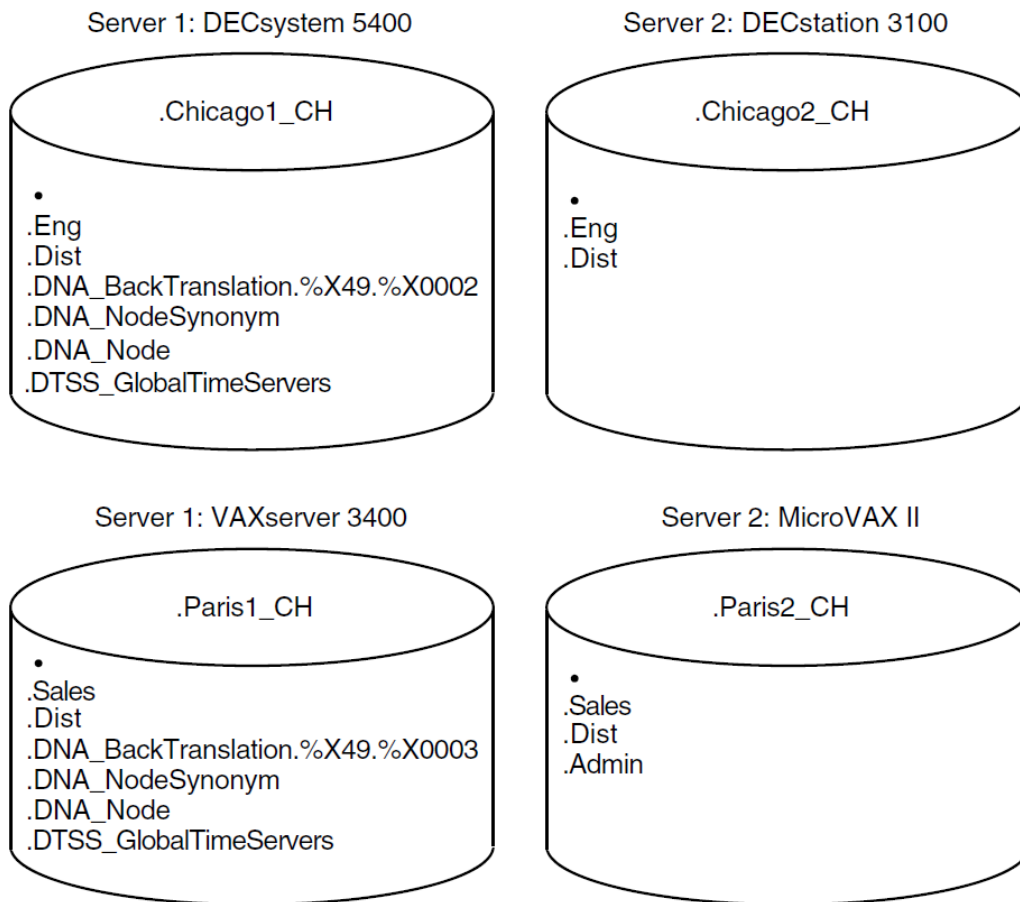 Server 1: DECsystem 5400
.Chicago1_CH
•
.Eng
.Dist
.DNA_BackTranslation.%X49.%X0002
.DNA_NodeSynonym
.DNA_Node
.DTSS_GlobalTimeServers
Server 2: DECstation 3100
.Chicago2_CH
•
.Eng
.Dist
Server 1: VAXserver 3400
.Paris1_CH
•
.Sales
.Dist
.DNA_BackTranslation.%X49.%X0003
.DNA_NodeSynonym
.DNA_Node
.DTSS_GlobalTimeServers
Server 2: MicroVAX II
.Paris2_CH
•
.Sales
.Dist
.Admin